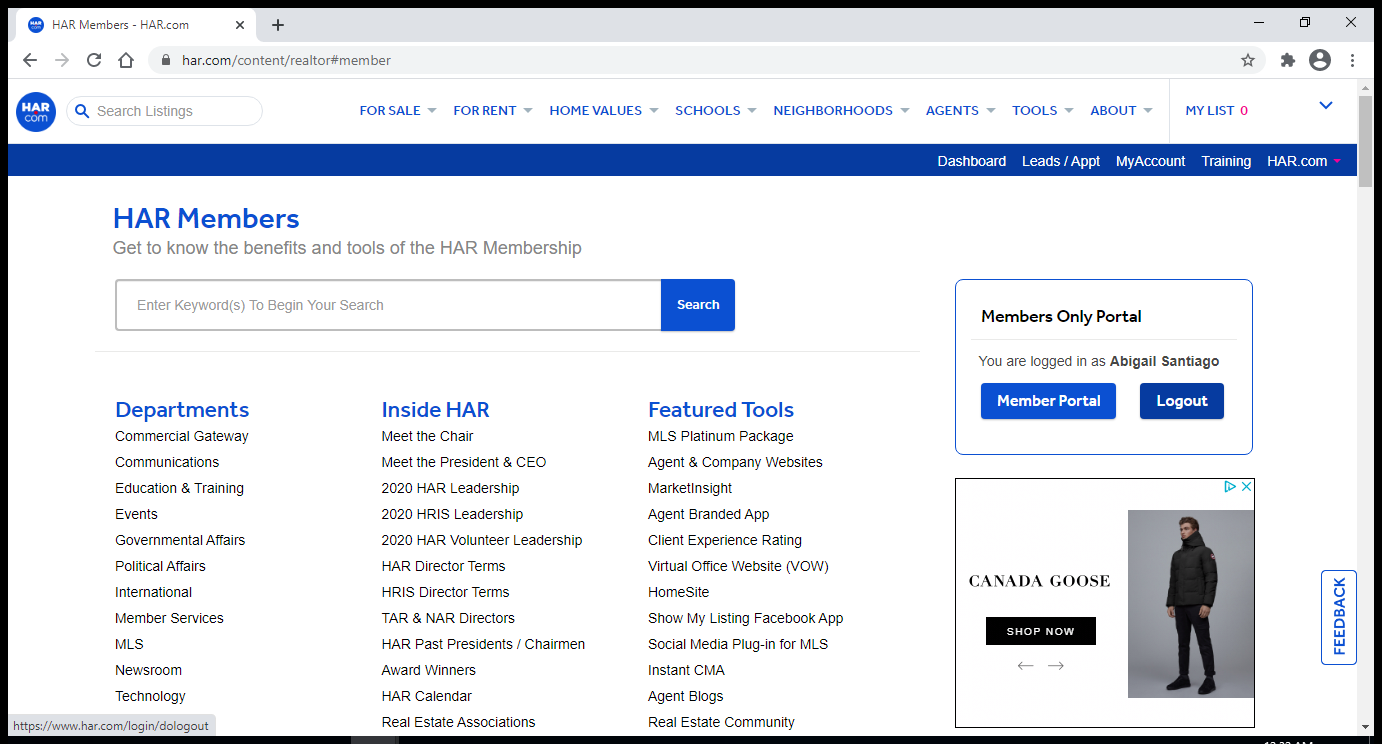 HAR Members - HAR.com
har.com/content/realtor#member
HAR com
Search Listings
FOR SALE FOR RENT HOME VALUES SCHOOLS NEIGHBORHOODS AGENTS TOOLS ABOUT MY LIST 0
Dashboard Leads / Appt MyAccount Training HAR.com
HAR Members
Get to know the benefits and tools of the HAR Membership
Enter Keyword(s) To Begin Your Search
Search
Members Only Portal
You are logged in as Abigail Santiago
Member Portal Logout
Departments
Commercial Gateway
Communications
Education & Training
Events
Governmental Affairs
Political Affairs
International
Member Services
MLS
Newsroom
Technology
Inside HAR
Meet the Chair
Meet the President & CEO
2020 HAR Leadership
2020 HRIS Leadership
2020 HAR Volunteer Leadership
HAR Director Terms
HRIS Director Terms
TAR & NAR Directors
HAR Past Presidents / Chairmen
Award Winners
HAR Calendar
Real Estate Associations
Featured Tools
MLS Platinum Package
Agent & Company Websites
MarketInsight
Agent Branded App
Client Experience Rating
Virtual Office Website (VOW)
HomeSite
Show My Listing Facebook App
Social Media Plug-in for MLS
Instant CMA
Agent Blogs
Real Estate Community
CANADA GOOSE
SHOP NOW
FEEDBACK
https://www.har.com/login/dologout